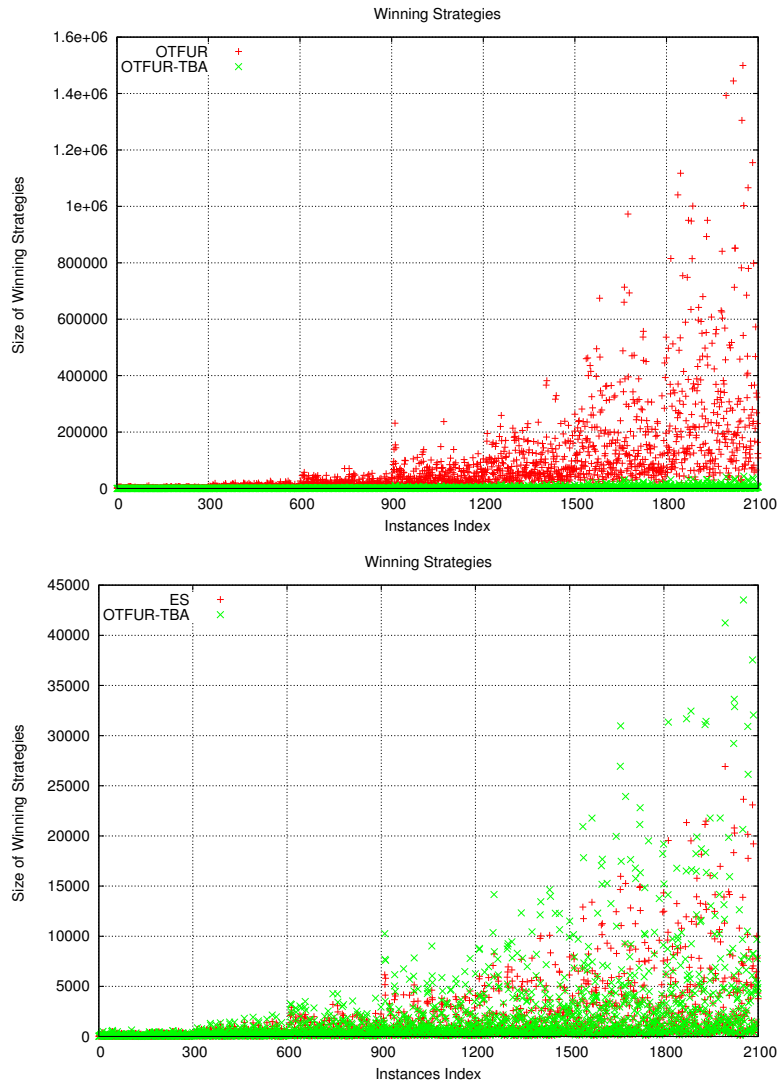 Winning Strategies
1.6e+06
OTFUR
OTFUR-TBA
1.4e+06
1.2e+06
1e+06
800000
600000
400000
200000
0
Size of Winning Strategies
0 300 600 900 1200 1500 1800 2100
Instances Index
Winning Strategies
45000
ES
OTFUR-TBA
40000
35000
30000
25000
20000
15000
10000
5000
0
Size of Winning Strategies
0 300 600 900 1200 1500 1800 2100
Instances Index